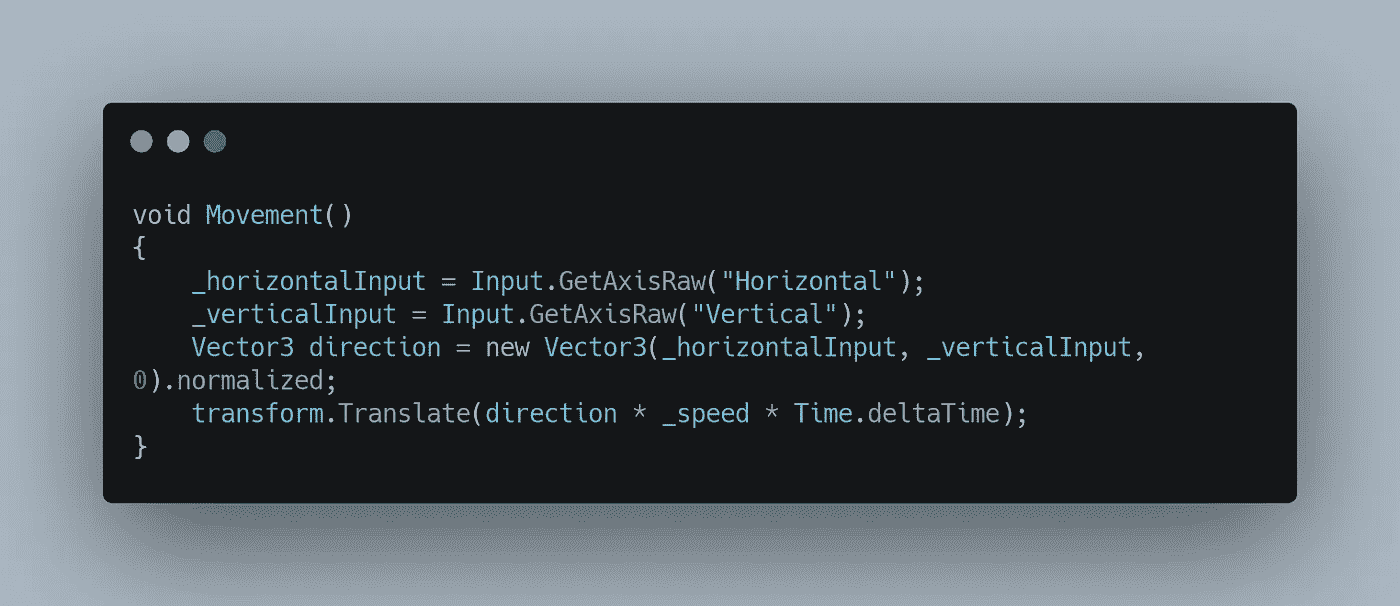 void Movement()
{
    _horizontalInput = Input.GetAxisRaw("Horizontal");
    _verticalInput = Input.GetAxisRaw("Vertical");
    Vector3 direction = new Vector3(_horizontalInput, _verticalInput,
0).normalized;
    transform.Translate(direction * _speed * Time.deltaTime);
}